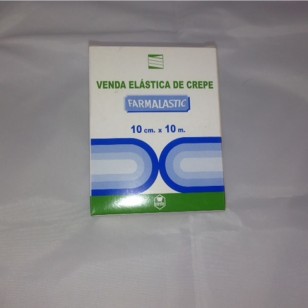 VENDA ELÁSTICA DE CREPE
FARMALASTIC
10 cm. x 10 m.